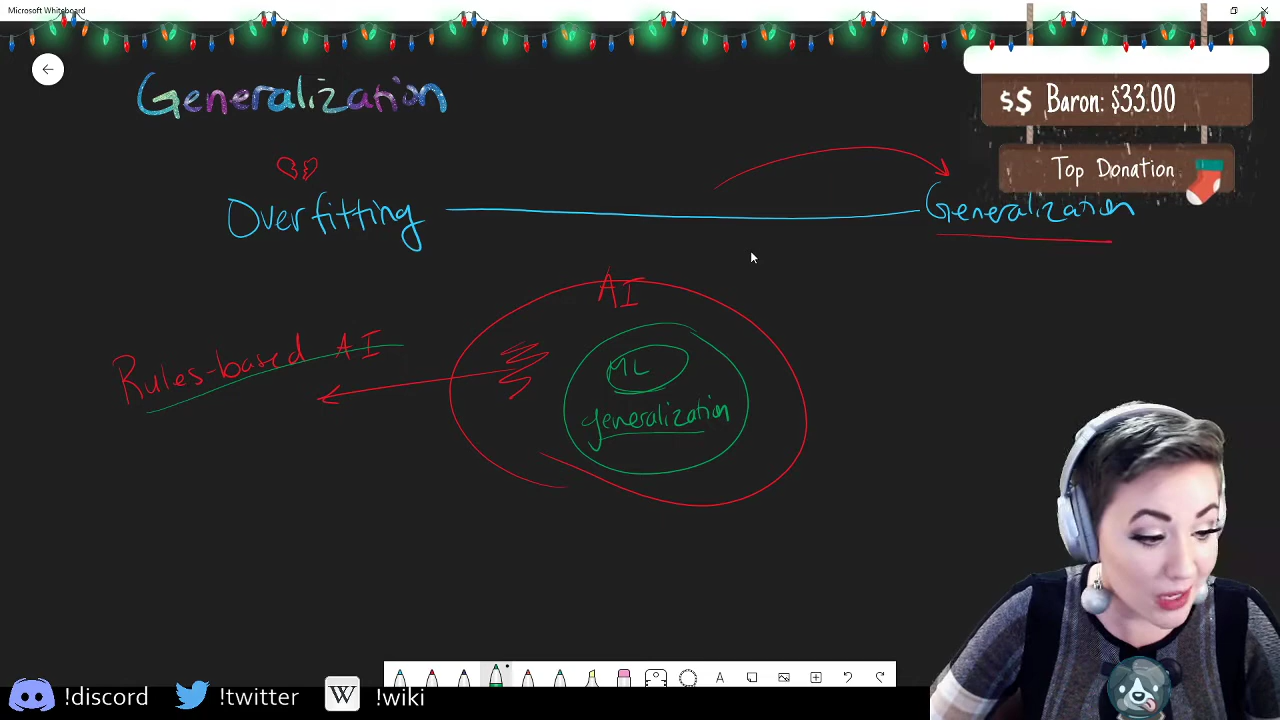 Microsoft Whiteboard
Generalization
$$ Baron: $33.00
Top Donation
Overfitting
Generalization
AI
Rules-based AI
ML
generalization
A
!discord
!twitter
W
!wiki